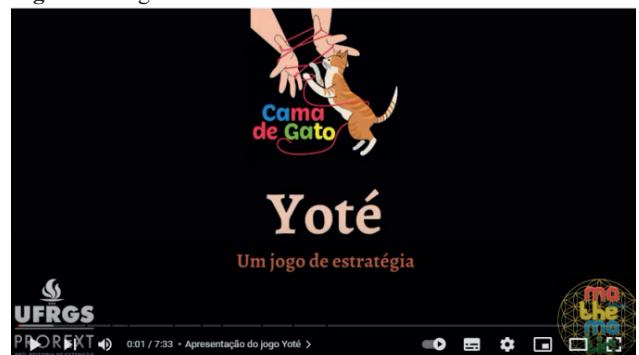 Cama
de Gato
Yoté
Um jogo de estratégia
UFRGS
PROREXT
ma
the
ma
0:01 / 7:33 • Apresentação do jogo Yoté >